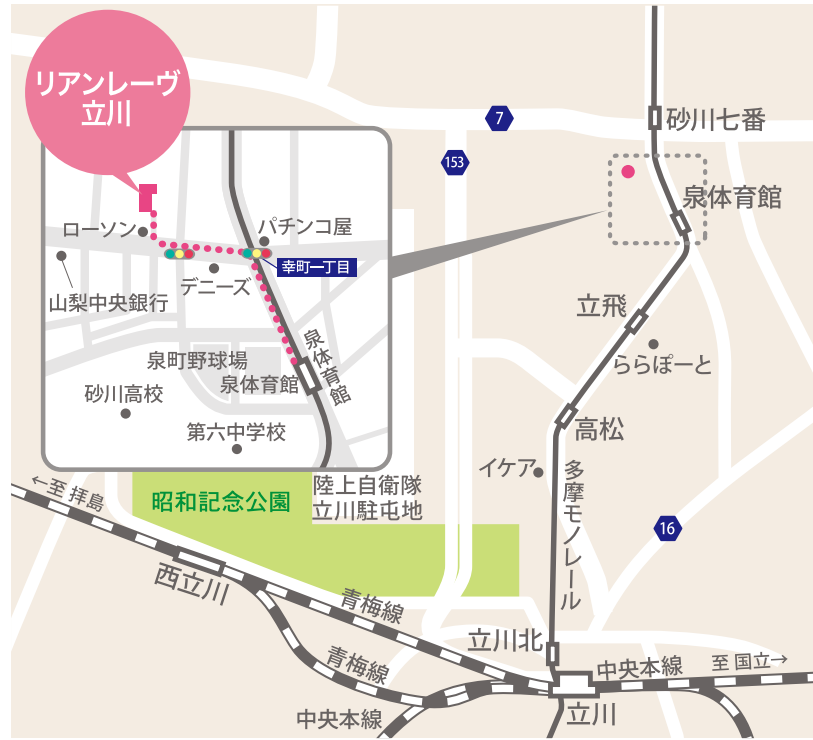 リアンレーヴ
立川
7
砂川七番
153
泉体育館
ローソン
パチンコ屋
幸町一丁目
デニーズ
山梨中央銀行
泉体育館
泉町野球場
泉体育館
砂川高校
第六中学校
立飛
ららぽーと
高松
イケア
多摩モノレール
←至 拝島
昭和記念公園
陸上自衛隊
立川駐屯地
16
西立川
青梅線
立川北
青梅線
中央本線
至 国立→
中央本線
立川